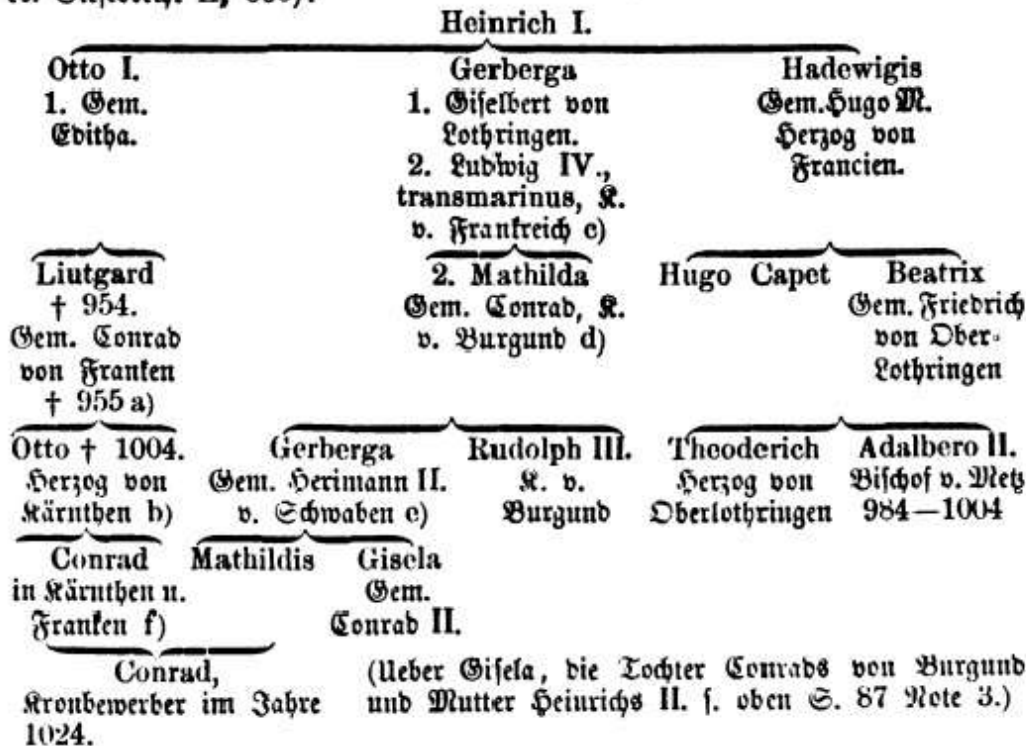 Heinrich I.
Otto I. Gerberga Hadewigis
1. Gem. 1. Giselbert von Gem. Hugo M.
Editha. Lothringen. Herzog von
2. Ludwig IV., Francien.
transmarinus, K.
v. Frankreich c)
Liutgard 2. Mathilda Hugo Capet Beatrix
† 954. Gem. Conrad, K. Gem. Friedrich
Gem. Conrad v. Burgund d) von Ober-
von Franken Lothringen
† 955 a)
Otto † 1004. Gerberga Rudolph III. Theoderich Adalbero II.
Herzog von Gem. Herimann II. K. v. Herzog von Bischof v. Metz
Kärnthen b) v. Schwaben e) Burgund Oberlothringen 984—1004
Conrad Mathildis Gisela
in Kärnthen u. Gem.
Franken f) Conrad II.
Conrad, (Ueber Gisela, die Tochter Conrads von Burgund
Kronbewerber im Jahre und Mutter Heinrichs II. s. oben S. 87 Note 3.)
1024.